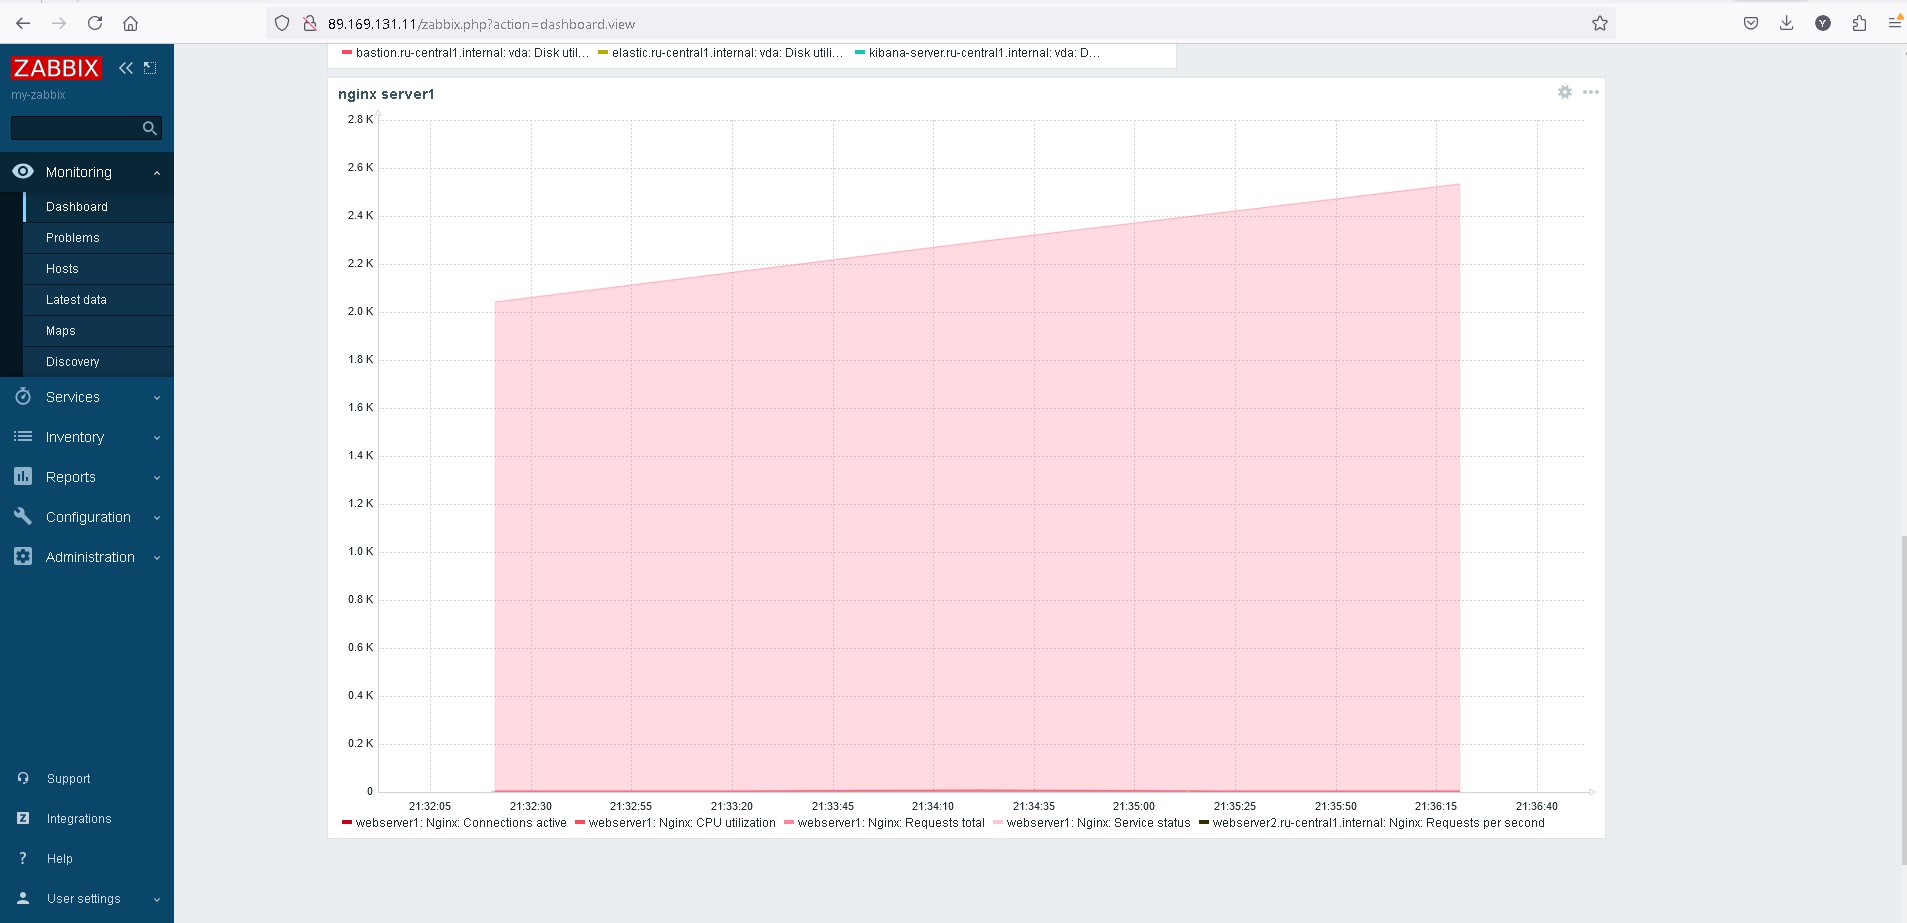 89.169.131.11/zabbix.php?action=dashboard.view
ZABBIX
my-zabbix
Monitoring
Dashboard
Problems
Hosts
Latest data
Maps
Discovery
Services
Inventory
Reports
Configuration
Administration
Support
Integrations
Help
User settings
bastion.ru-central1.internal: vda: Disk util... elastic.ru-central1.internal: vda: Disk utili... kibana-server.ru-central1.internal: vda: D...
nginx server1
2.8 K
2.6 K
2.4 K
2.2 K
2.0 K
1.8 K
1.6 K
1.4 K
1.2 K
1.0 K
0.8 K
0.6 K
0.4 K
0.2 K
0
21:32:05 21:32:30 21:32:55 21:33:20 21:33:45 21:34:10 21:34:35 21:35:00 21:35:25 21:35:50 21:36:15 21:36:40
webserver1: Nginx: Connections active webserver1: Nginx: CPU utilization webserver1: Nginx: Requests total webserver1: Nginx: Service status webserver2.ru-central1.internal: Nginx: Requests per second